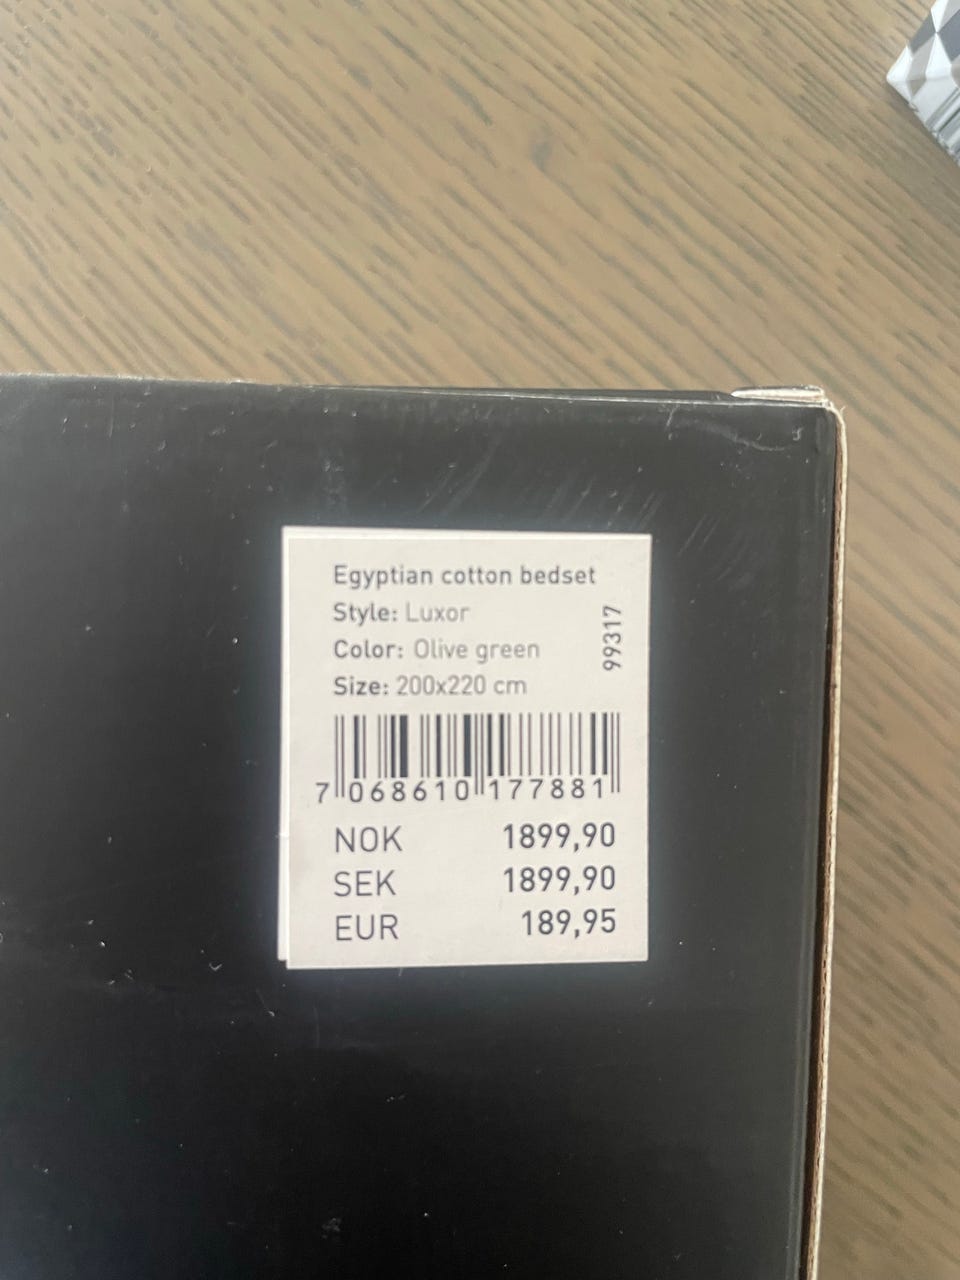 Egyptian cotton bedset
Style: Luxor
Color: Olive green
Size: 200x220 cm
99317
7 068610 177881
NOK 1899,90
SEK 1899,90
EUR 189,95